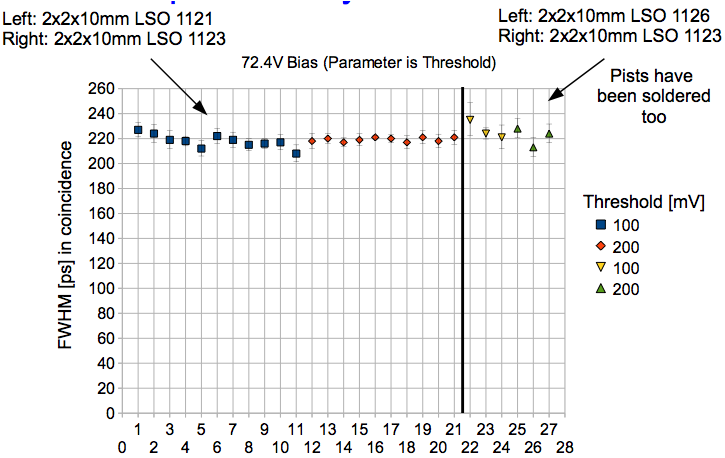 Left: 2x2x10mm LSO 1121
Right: 2x2x10mm LSO 1123
Left: 2x2x10mm LSO 1126
Right: 2x2x10mm LSO 1123
72.4V Bias (Parameter is Threshold)
Pists have
been soldered
too
FWHM [ps] in coincidence
260
240
220
200
180
160
140
120
100
80
60
40
20
0
Threshold [mV]
100
200
100
200
1 3 5 7 9 11 13 15 17 19 21 23 25 27
0 2 4 6 8 10 12 14 16 18 20 22 24 26 28